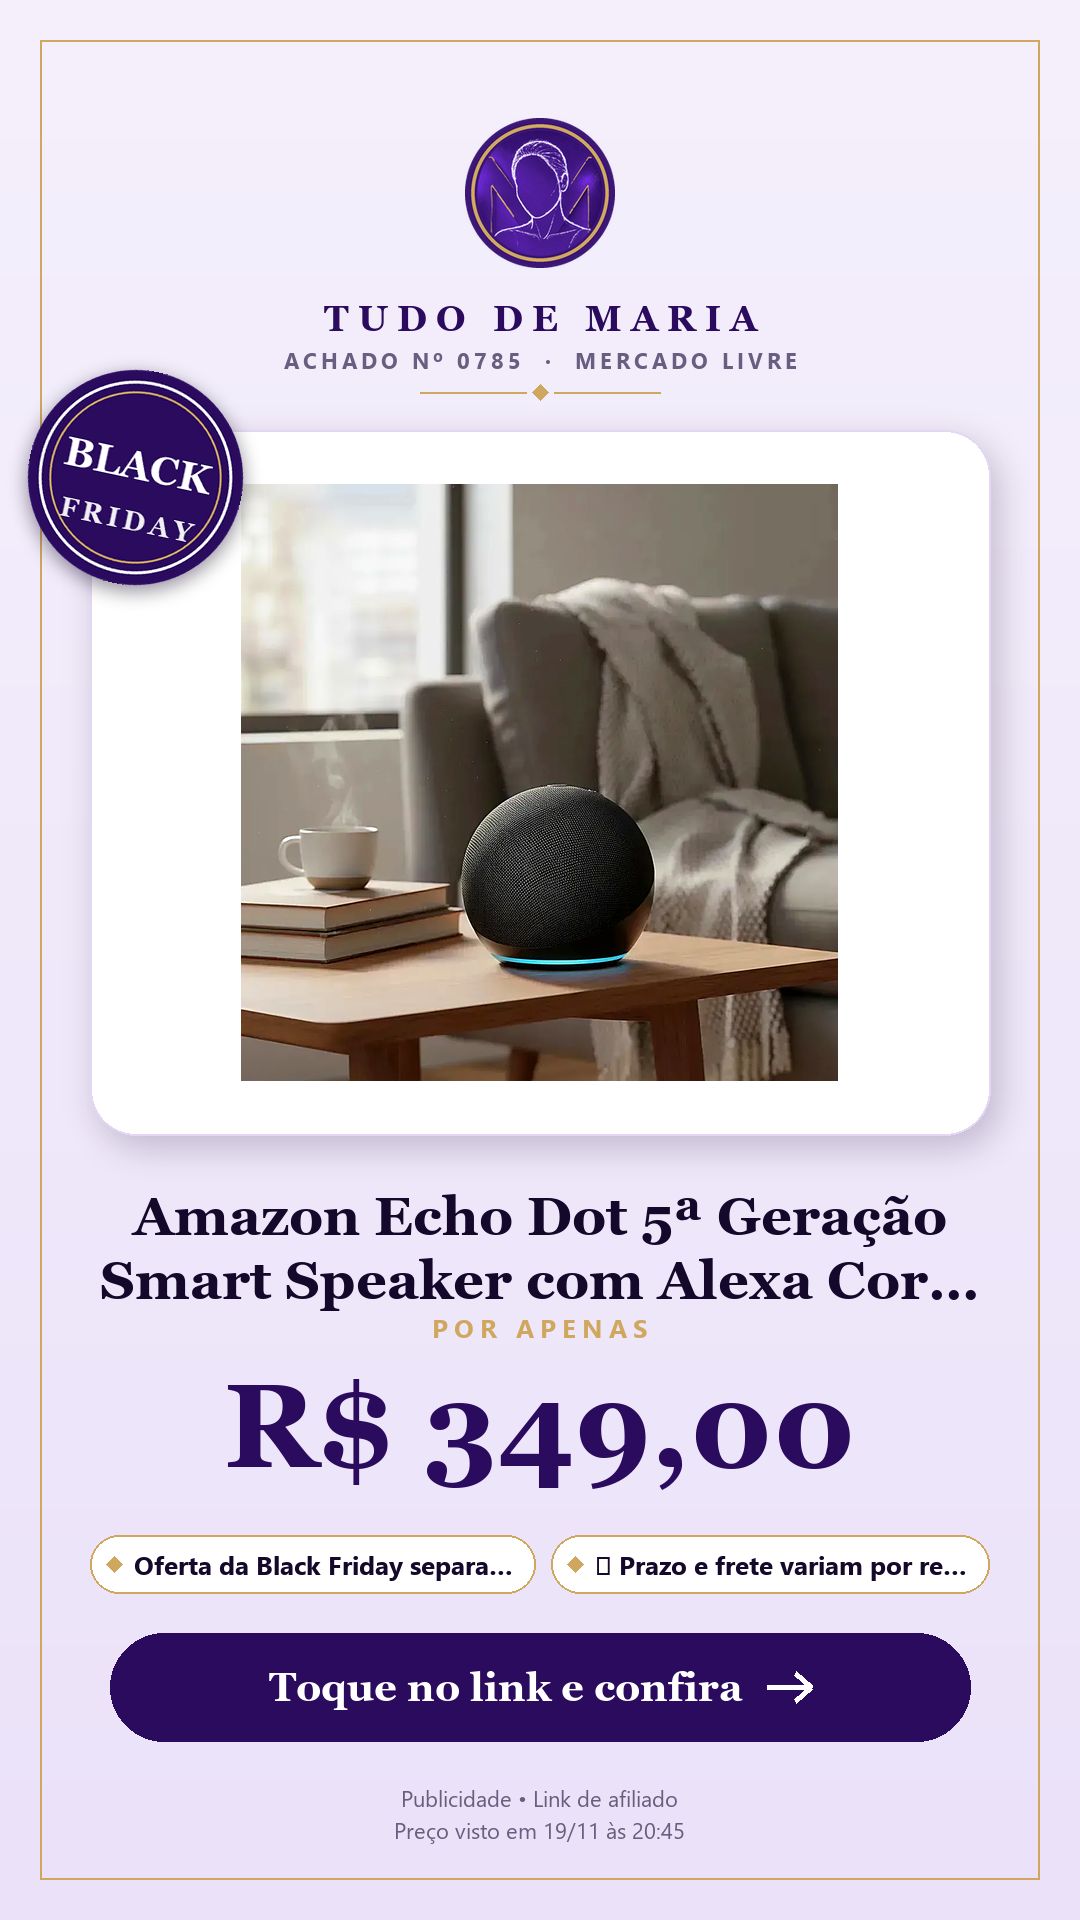 TUDO DE MARIA
ACHADO Nº 0785 · MERCADO LIVRE
BLACK
FRIDAY
Amazon Echo Dot 5ª Geração
Smart Speaker com Alexa Cor...
POR APENAS
R$ 349,00
Oferta da Black Friday separa...
Prazo e frete variam por re...
Toque no link e confira →
Publicidade • Link de afiliado
Preço visto em 19/11 às 20:45